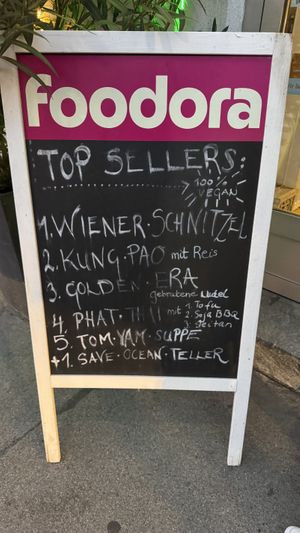 foodora
TOP SELLERS:
100%
VEGAN
1. WIENER SCHNITZEL
2. KUNG PAO mit Reis
3. GOLDEN ERA
gebratene Nudel
4. PHAT THAI mit 1. Tofu
2. Soja BBQ
3. Seitan
5. TOM YAM SUPPE
+1 SAVE OCEAN TELLER